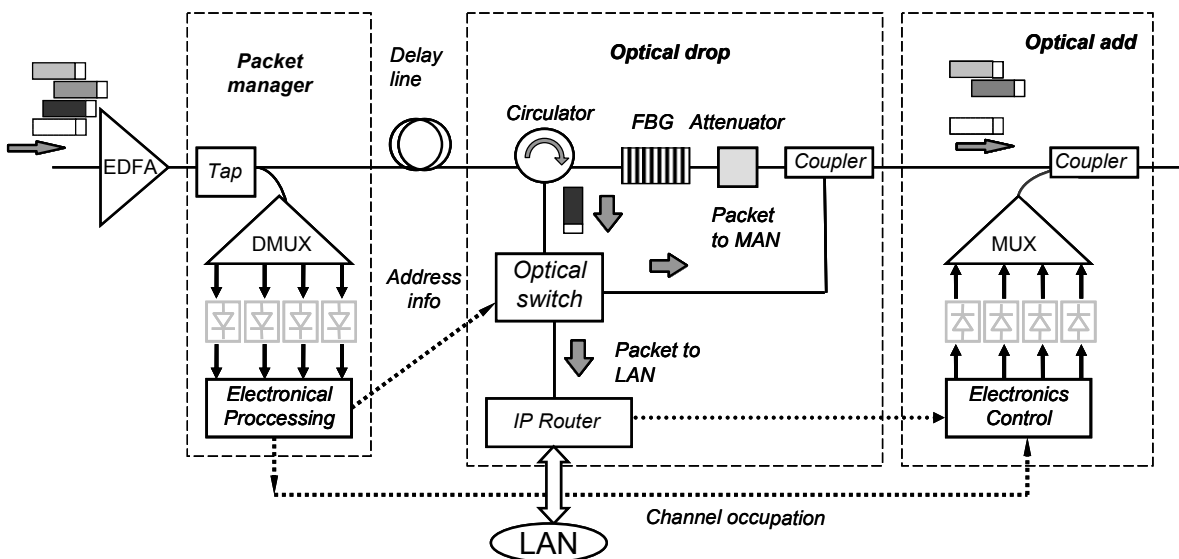 Packet
manager
Delay
line
Optical drop
Optical add
Circulator
FBG
Attenuator
EDFA
Tap
Coupler
Coupler
DMUX
Packet
to MAN
MUX
Address
info
Optical
switch
Packet to
LAN
Electronical
Proccessing
IP Router
Electronics
Control
Channel occupation
LAN